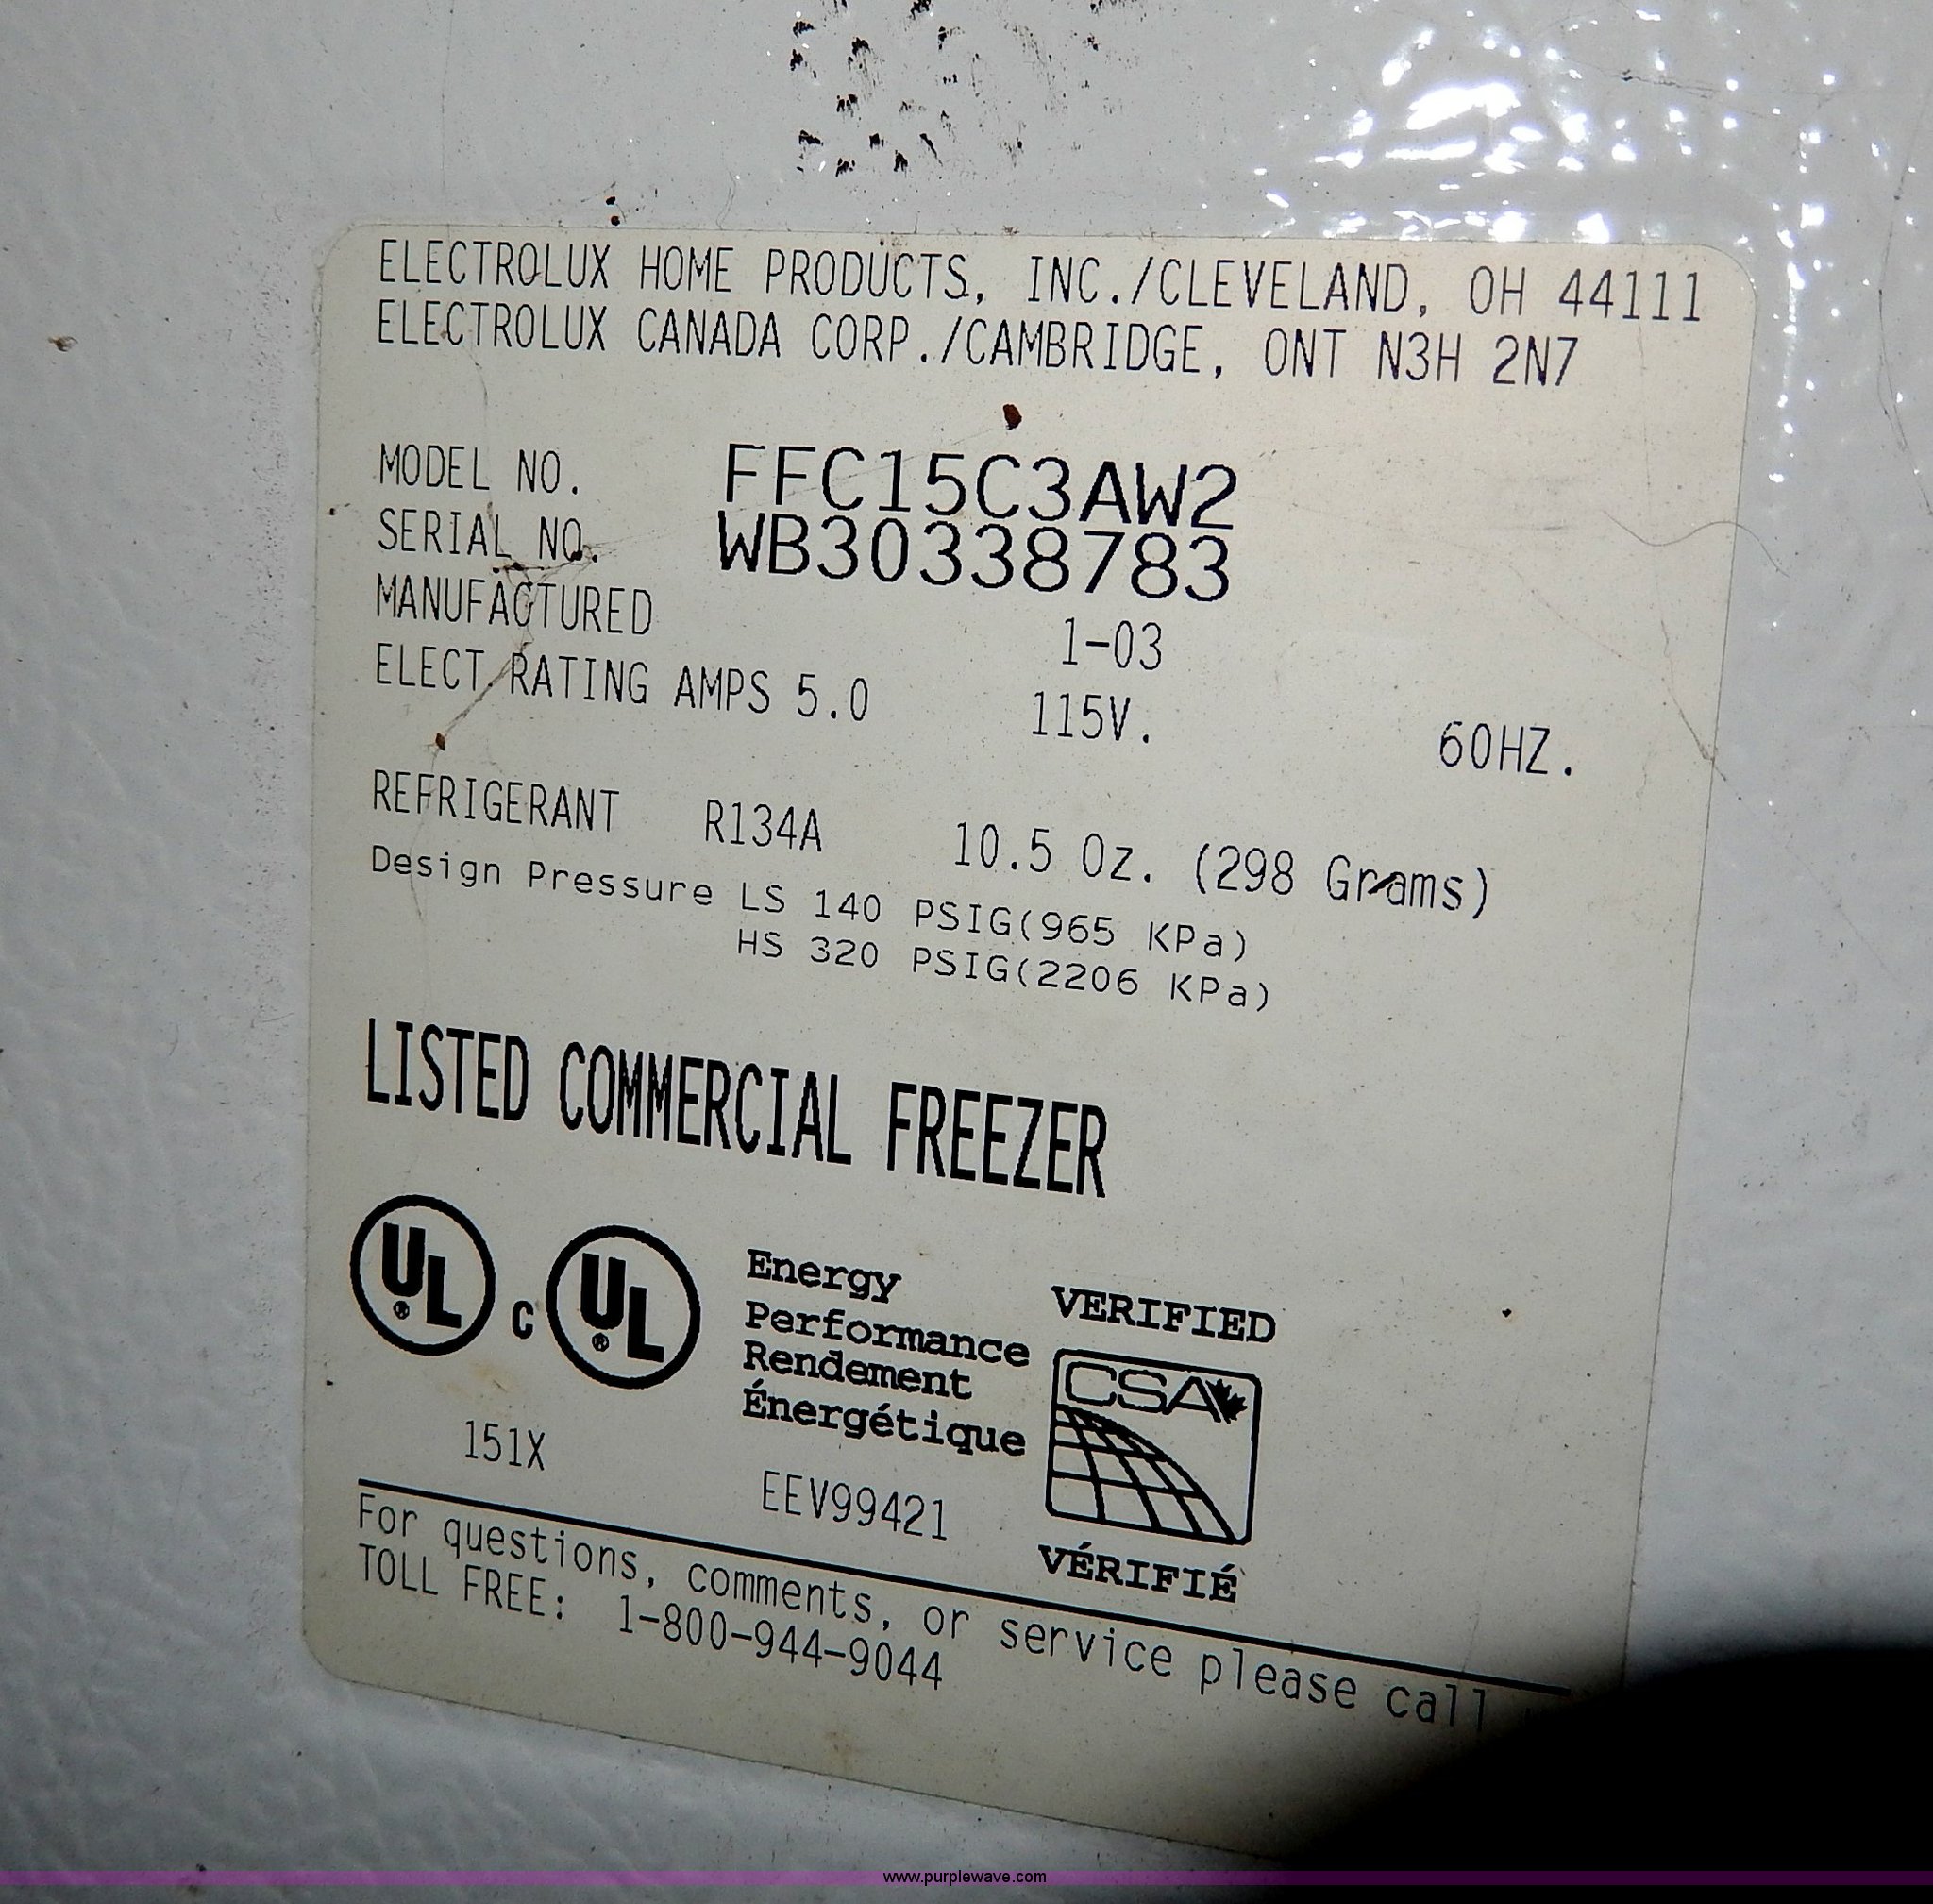 ELECTROLUX HOME PRODUCTS, INC./CLEVELAND, OH 44111
ELECTROLUX CANADA CORP./CAMBRIDGE, ONT N3H 2N7
MODEL NO. FFC15C3AW2
SERIAL NO. WB30338783
MANUFACTURED 1-03
ELECT. RATING AMPS 5.0 115V. 60HZ.
REFRIGERANT R134A 10.5 Oz. (298 Grams)
Design Pressure LS 140 PSIG(965 KPa)
HS 320 PSIG(2206 KPa)
LISTED COMMERCIAL FREEZER
UL® C UL®
Energy
Performance
Rendement
Énergétique
VERIFIED
CSA
VÉRIFIÉ
151X
EEV99421
For questions, comments, or service please call
TOLL FREE: 1-800-944-9044
www.purplewave.com